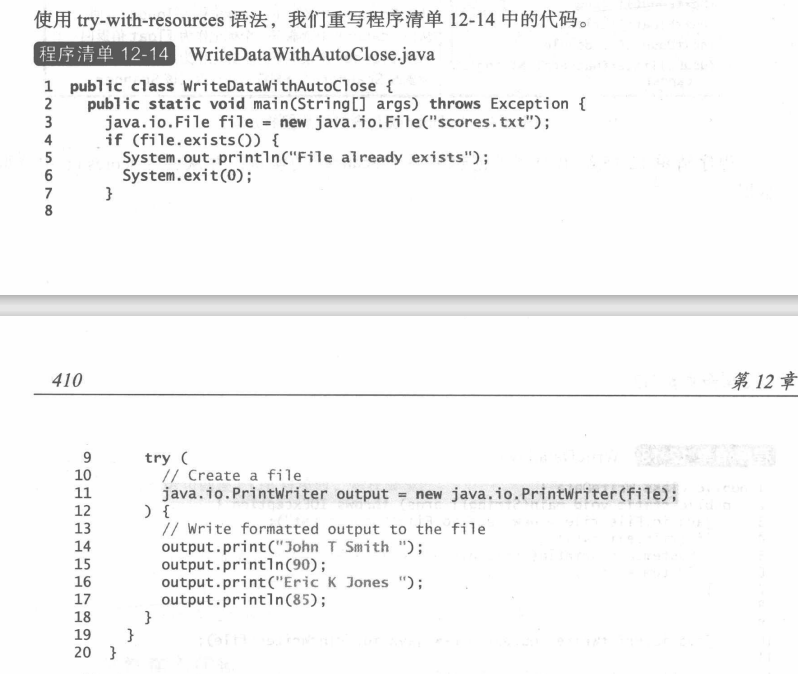 使用 try-with-resources 语法，我们重写程序清单 12-14 中的代码。
程序清单 12-14 WriteDataWithAutoClose.java
1 public class WriteDataWithAutoClose {
2 public static void main(String[] args) throws Exception {
3 java.io.File file = new java.io.File("scores.txt");
4 if (file.exists()) {
5 System.out.println("File already exists");
6 System.exit(0);
7 }
8
410 第 12 章
9 try (
10 // Create a file
11 java.io.PrintWriter output = new java.io.PrintWriter(file);
12 ) {
13 // Write formatted output to the file
14 output.print("John T Smith ");
15 output.println(90);
16 output.print("Eric K Jones ");
17 output.println(85);
18 }
19 }
20 }